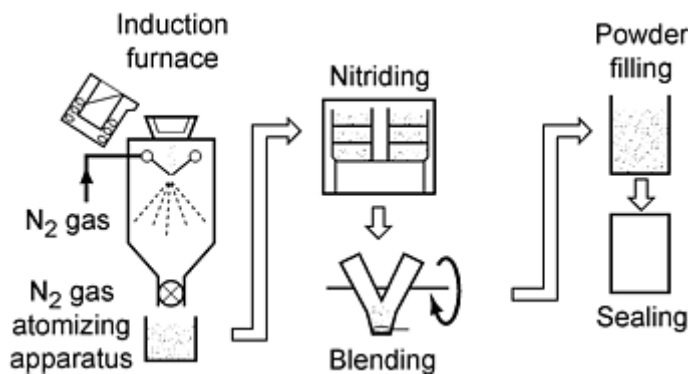 Induction
furnace
N₂ gas
N₂ gas
atomizing
apparatus
Nitriding
Blending
Powder
filling
Sealing